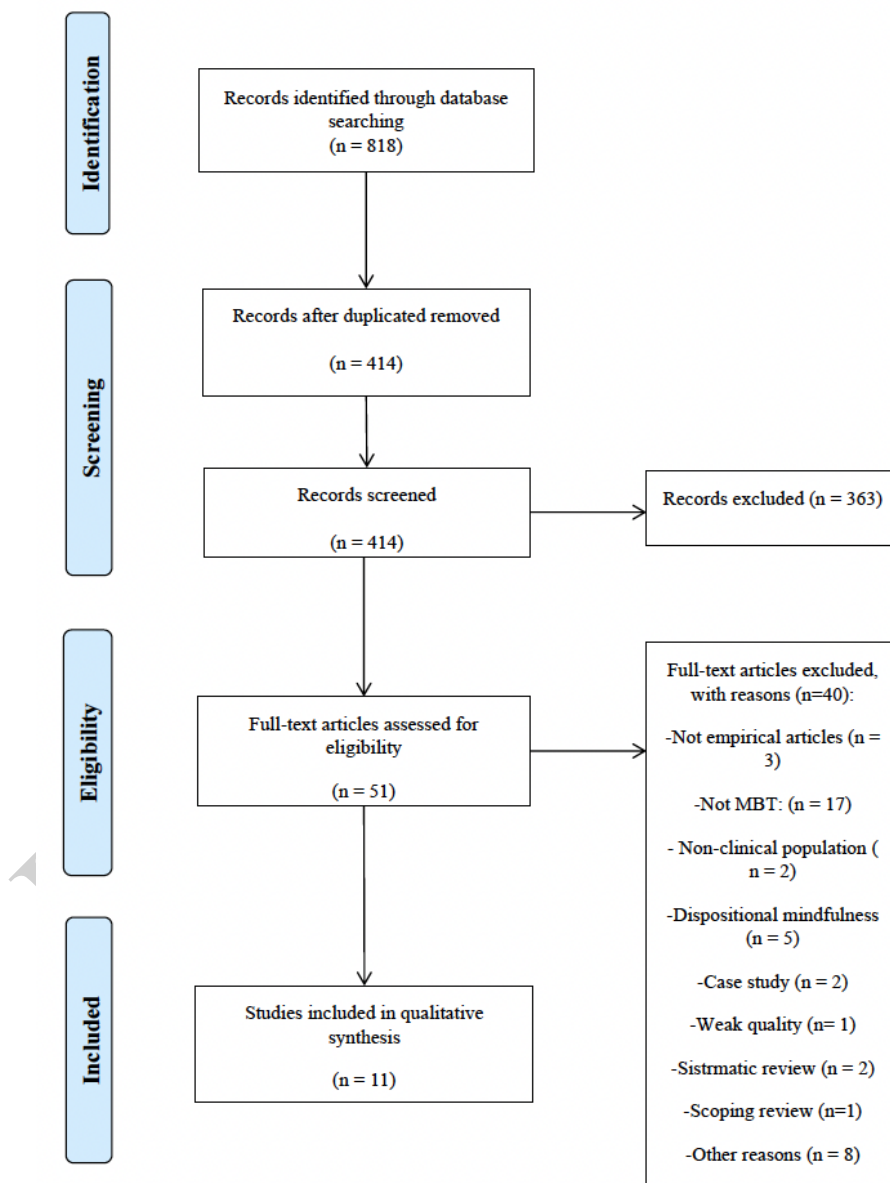 Identification
Records identified through database
searching
(n = 818)
Screening
Records after duplicated removed
(n = 414)
Records screened
(n = 414)
Records excluded (n = 363)
Eligibility
Full-text articles assessed for
eligibility
(n = 51)
Full-text articles excluded,
with reasons (n=40):
-Not empirical articles (n =
3)
-Not MBT: (n = 17)
- Non-clinical population (
n = 2)
-Dispositional mindfulness
(n = 5)
-Case study (n = 2)
-Weak quality (n= 1)
-Sistrmatic review (n = 2)
-Scoping review (n=1)
-Other reasons (n = 8)
Included
Studies included in qualitative
synthesis
(n = 11)